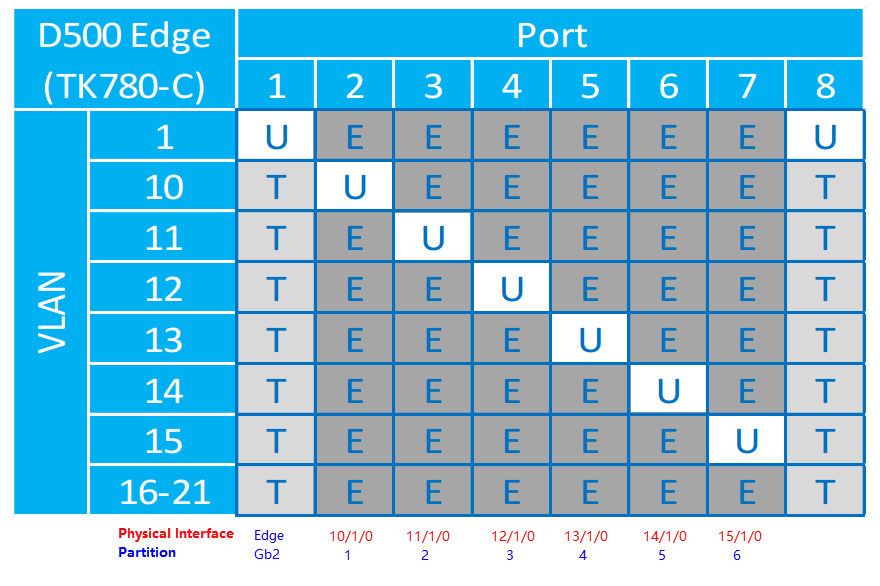 D500 Edge Port
(TK780-C) 1 2 3 4 5 6 7 8
VLAN
1 U E E E E E E U
10 T U E E E E E T
11 T E U E E E E T
12 T E E U E E E T
13 T E E E U E E T
14 T E E E E U E T
15 T E E E E E U T
16-21 T E E E E E E T
Physical Interface Edge 10/1/0 11/1/0 12/1/0 13/1/0 14/1/0 15/1/0
Partition Gb2 1 2 3 4 5 6